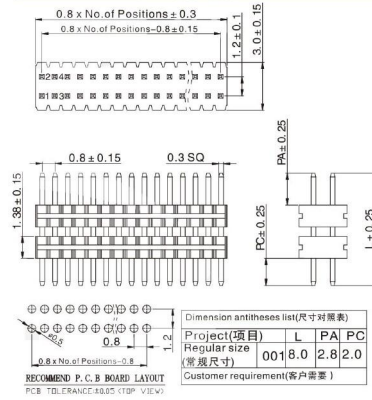 0.8 x No.of Positions±0.3
0.8 x No.of Positions-0.8±0.15
1.2±0.1
3.0±0.15
2 4
1 3
0.8±0.15
0.3 SQ
PA±0.25
1.38±0.15
PC±0.25
L±0.25
ø0.5
0.8
1.2
0.8 x No.of Positions-0.8
RECOMMEND P.C.B BOARD LAYOUT
PCB TOLERANCE:±0.05 (TOP VIEW)
Dimension antitheses list(尺寸对照表)
Project(项目) L PA PC
Regular size
(常规尺寸) 001 8.0 2.8 2.0
Customer requirement(客户需要)